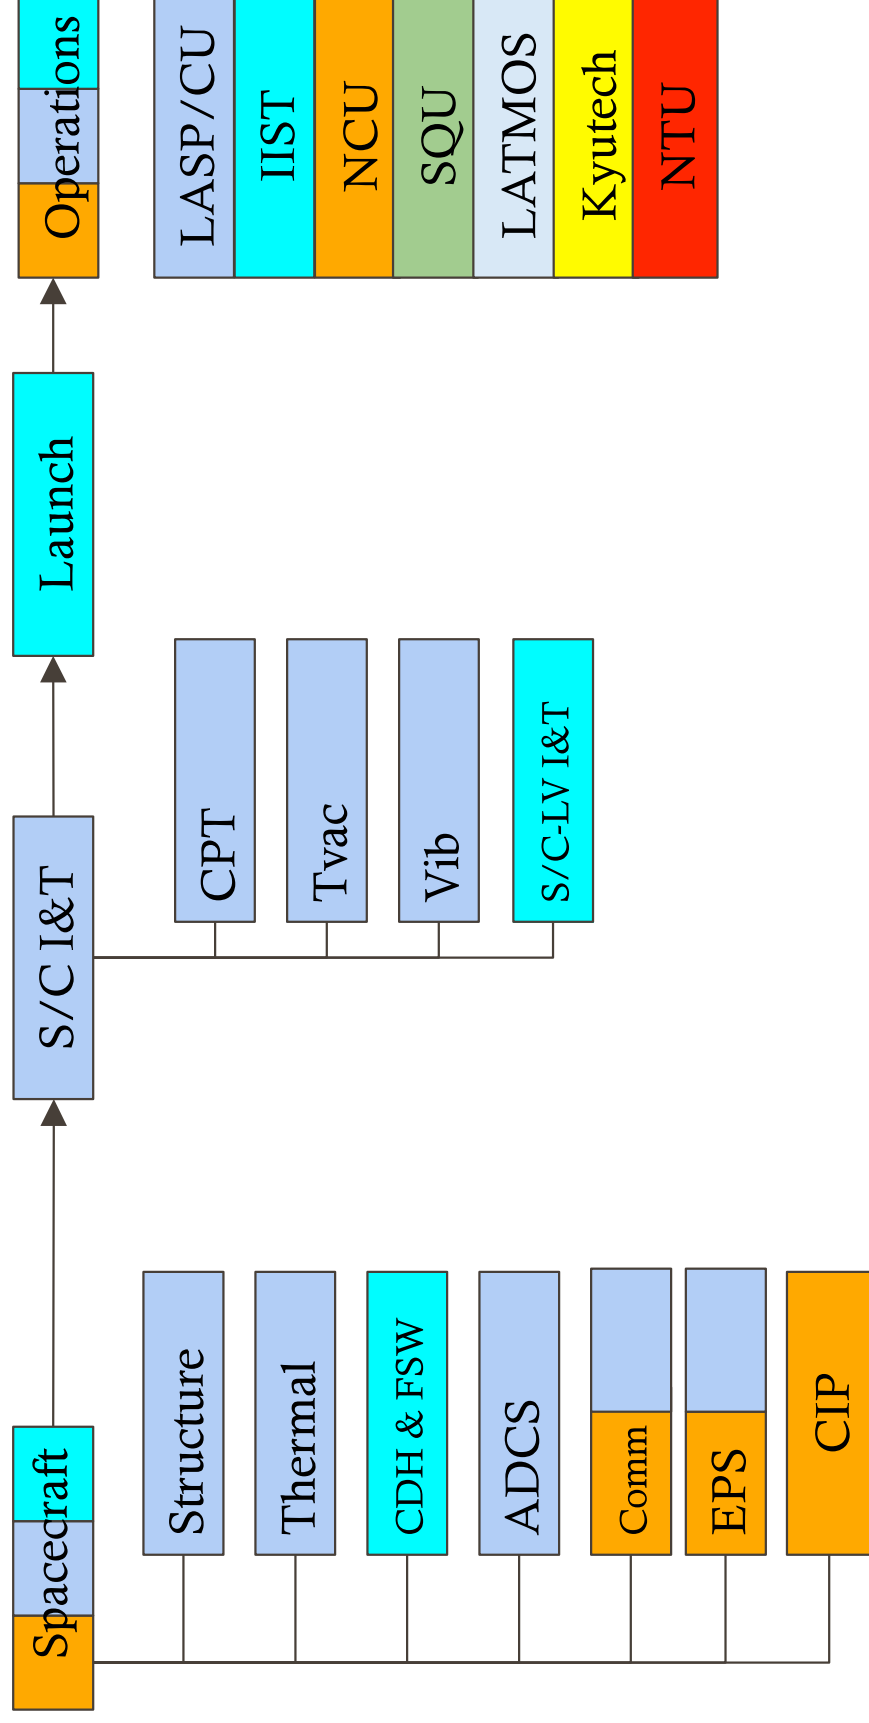 Spacecraft
Structure
Thermal
CDH & FSW
ADCS
Comm
EPS
CIP
S/C I&T
CPT
Tvac
Vib
S/C-LV I&T
Launch
Operations
LASP/CU
IIST
NCU
SQU
LATMOS
Kyutech
NTU